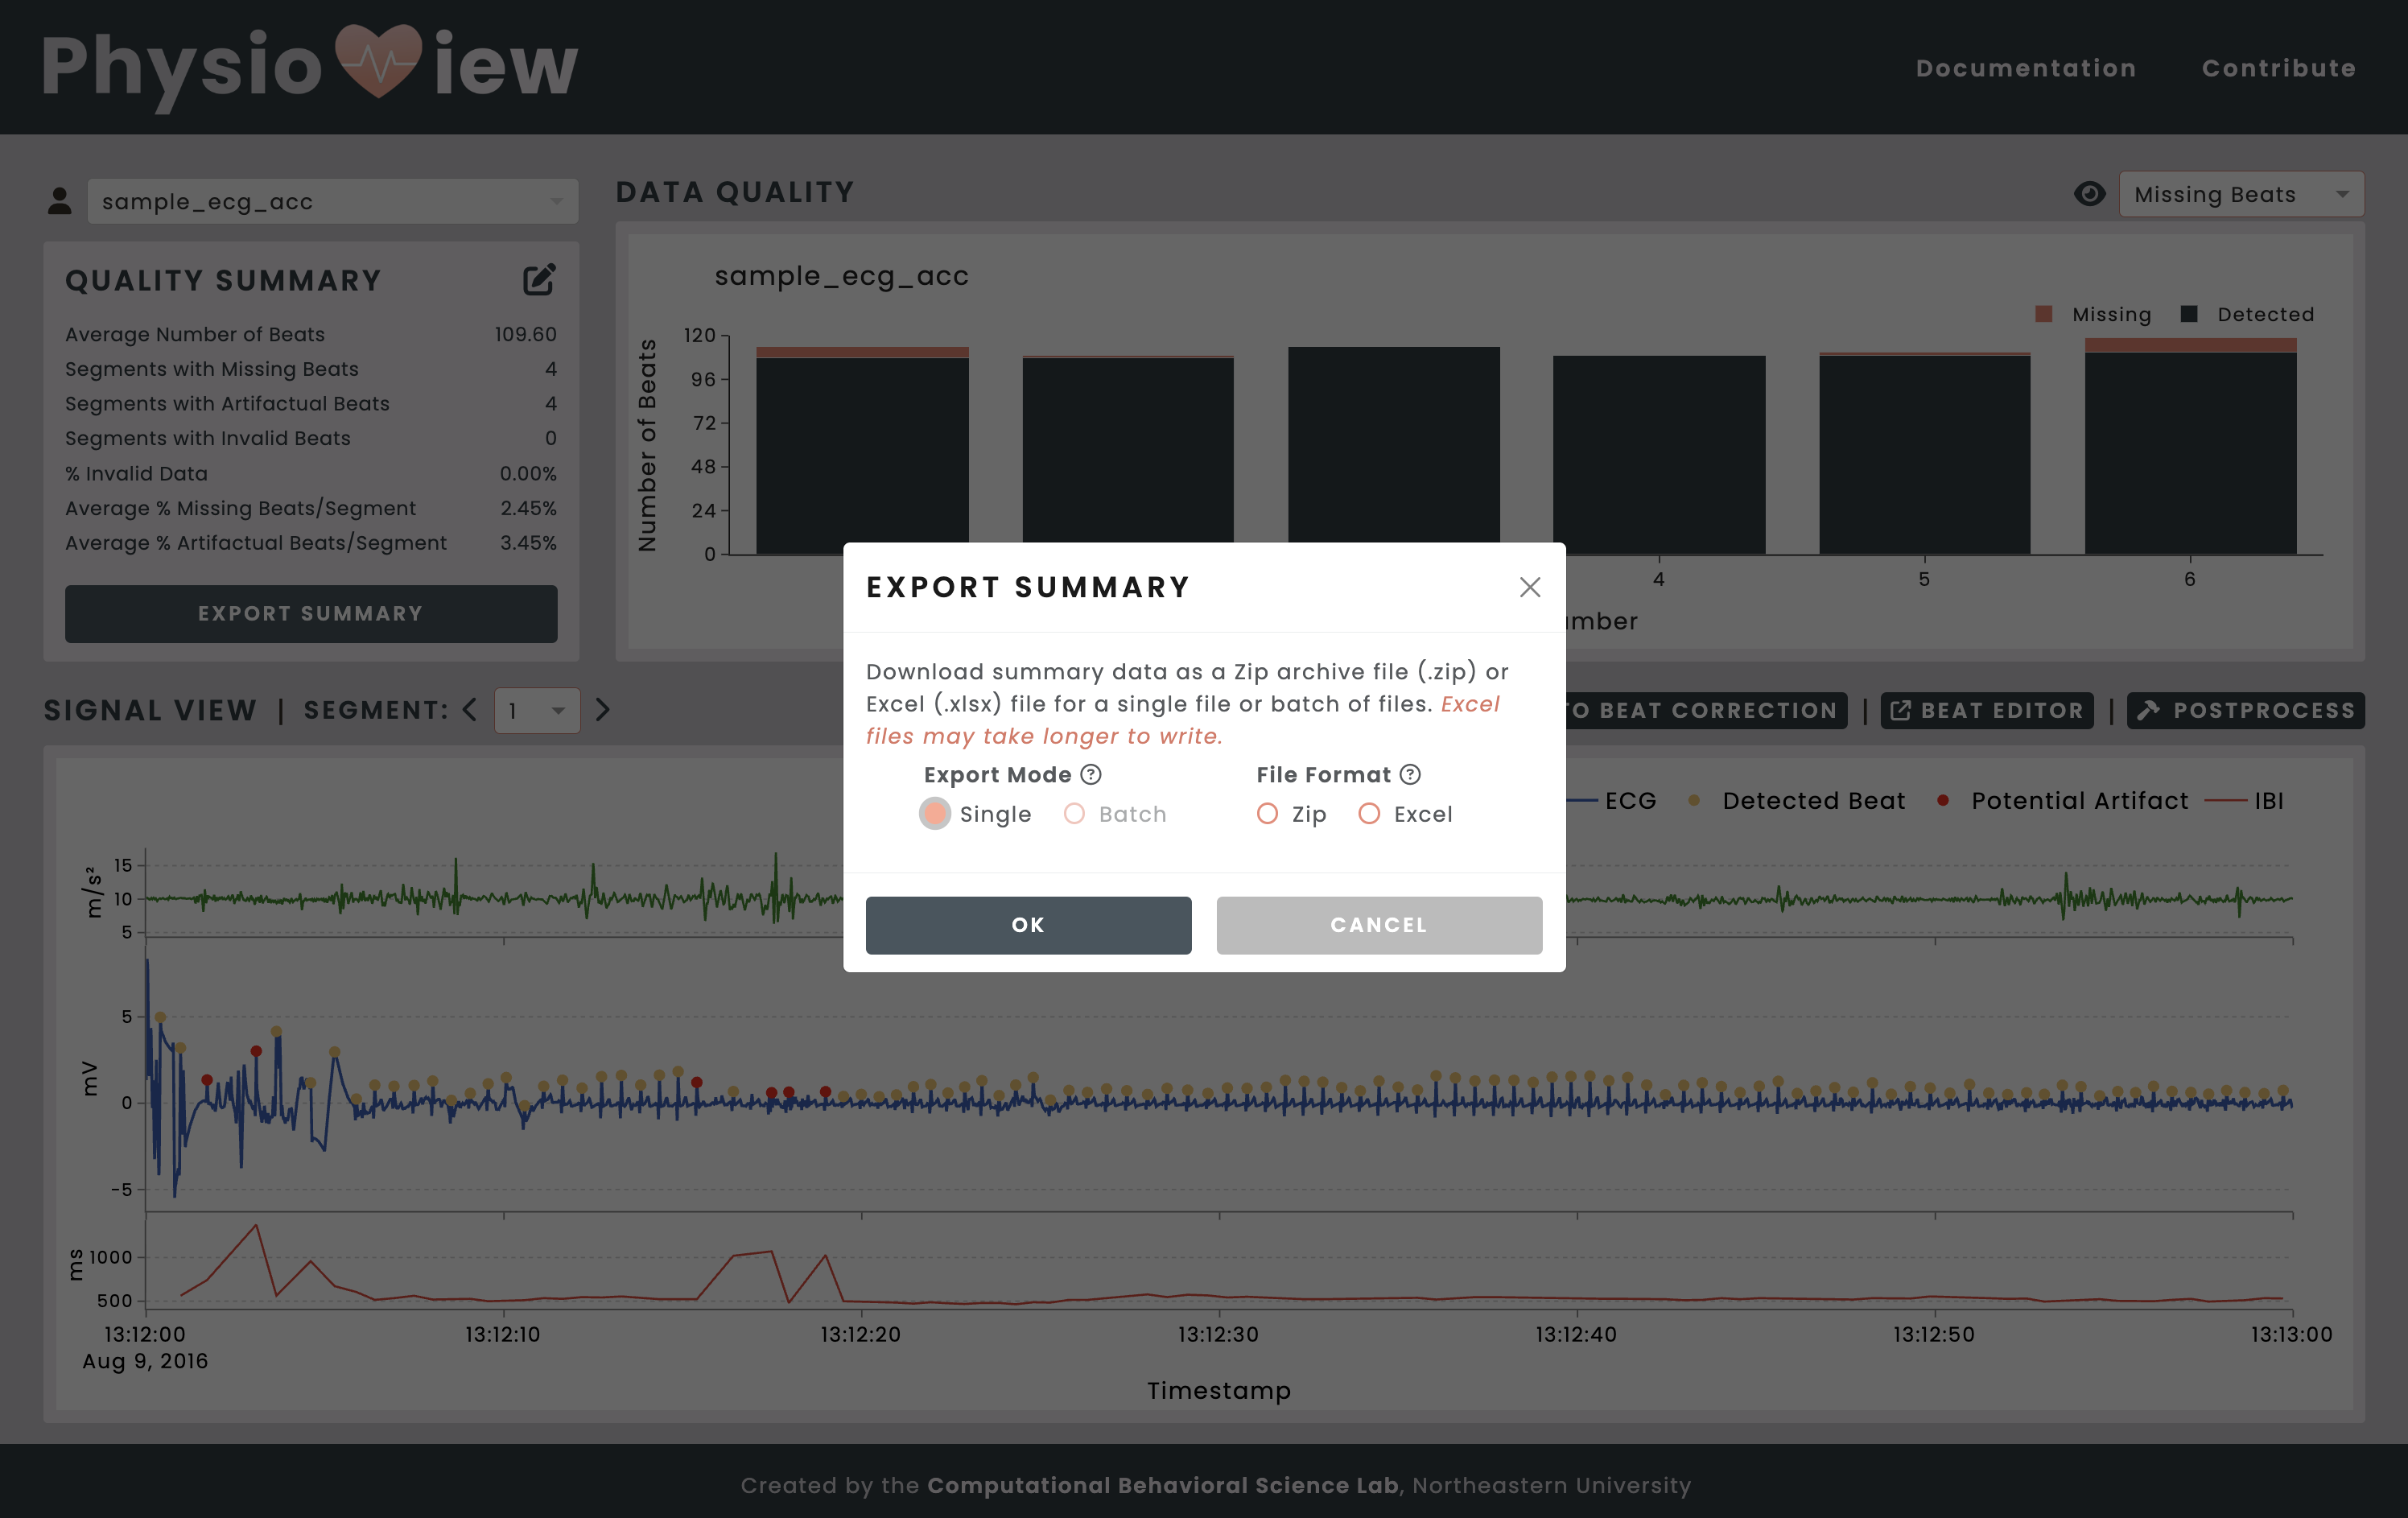 Physio iew
Documentation
Contribute
sample_ecg_acc
DATA QUALITY
Missing Beats
QUALITY SUMMARY
Average Number of Beats 109.60
Segments with Missing Beats 4
Segments with Artifactual Beats 4
Segments with Invalid Beats 0
% Invalid Data 0.00%
Average % Missing Beats/Segment 2.45%
Average % Artifactual Beats/Segment 3.45%
EXPORT SUMMARY
sample_ecg_acc
Missing Detected
Number of Beats
120
96
72
48
24
0
4 5 6
EXPORT SUMMARY
Download summary data as a Zip archive file (.zip) or
Excel (.xlsx) file for a single file or batch of files. Excel
files may take longer to write.
Export Mode ? File Format ?
Single Batch Zip Excel
OK CANCEL
SIGNAL VIEW | SEGMENT: 1
BEAT CORRECTION | BEAT EDITOR | POSTPROCESS
ECG Detected Beat Potential Artifact IBI
m/s²
15
10
5
mV
5
0
-5
ms
1000
500
13:12:00 13:12:10 13:12:20 13:12:30 13:12:40 13:12:50 13:13:00
Aug 9, 2016
Timestamp
Created by the Computational Behavioral Science Lab, Northeastern University